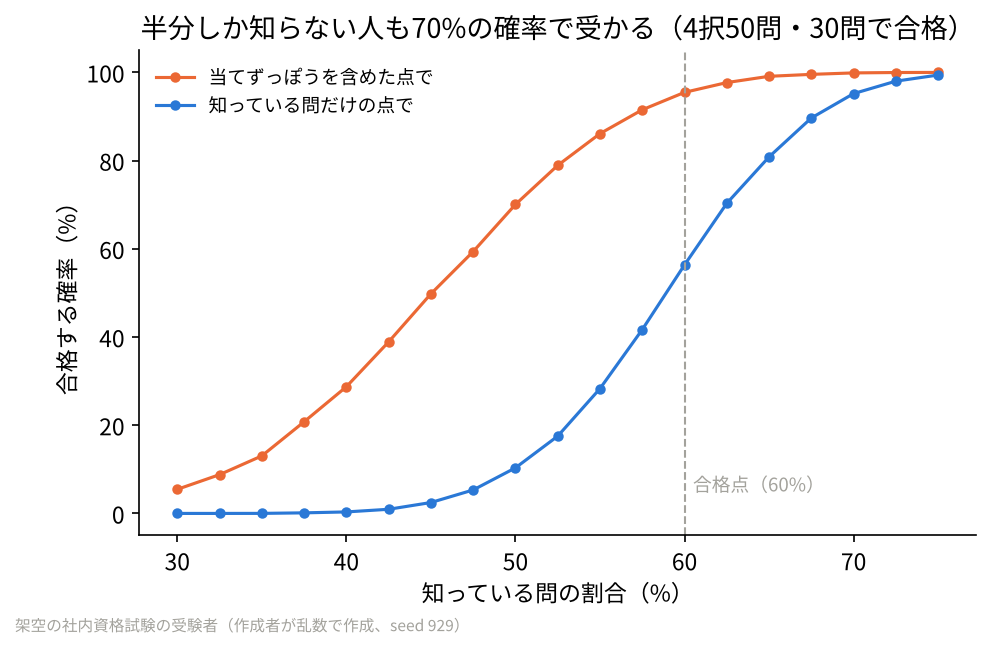 半分しか知らない人も70%の確率で受かる（4択50問・30問で合格）
当てずっぽうを含めた点で
知っている問だけの点で
合格する確率（%）
100
80
60
40
20
0
合格点（60%）
30
40
50
60
70
知っている問の割合（%）
架空の社内資格試験の受験者（作成者が乱数で作成、seed 929）